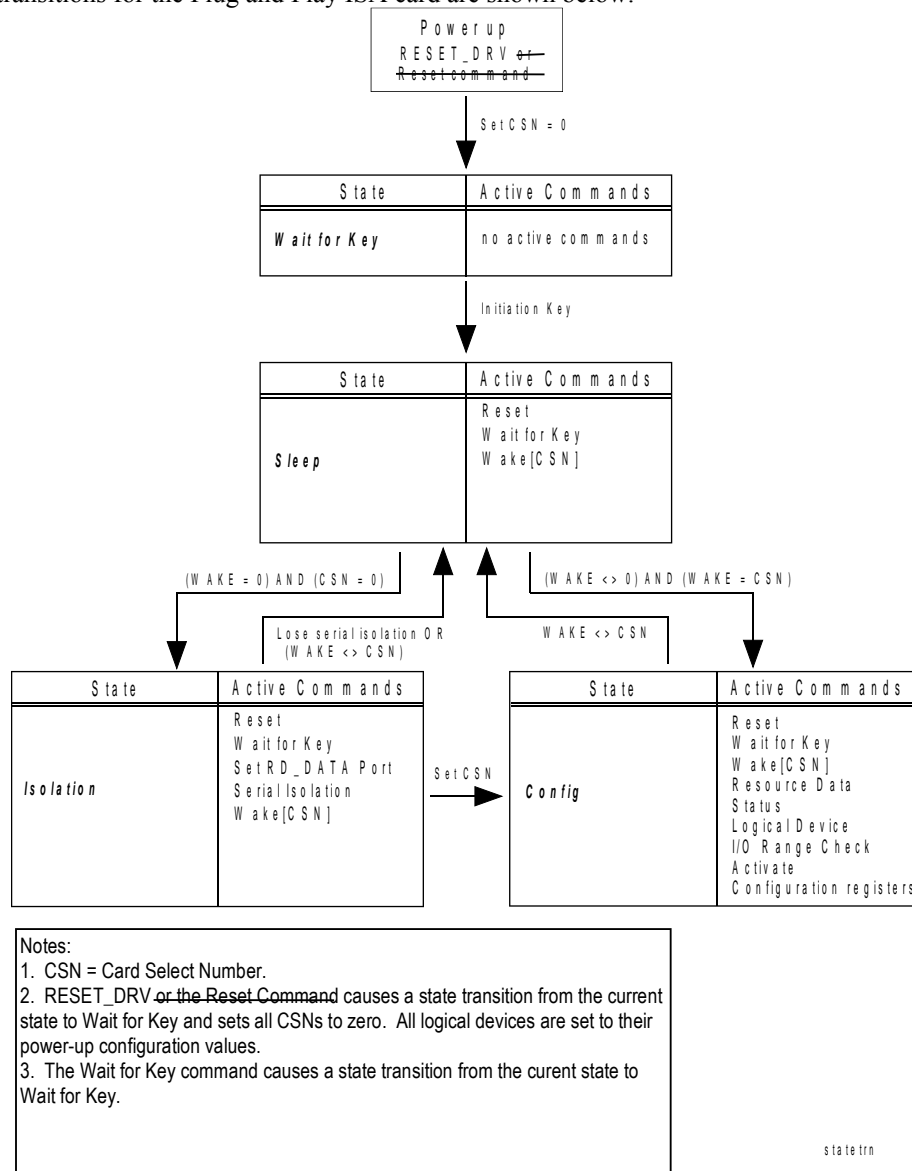 transitions for the Plug and Play ISA card are shown below.
Power up
RESET_DRV or
Reset command
Set CSN = 0
State Active Commands
Wait for Key no active commands
Initiation Key
State Active Commands
Sleep
Reset
Wait for Key
Wake[CSN]
(WAKE = 0) AND (CSN = 0)
(WAKE <> 0) AND (WAKE = CSN)
Lose serial isolation OR
(WAKE <> CSN)
WAKE <> CSN
State Active Commands
Isolation
Reset
Wait for Key
Set RD_DATA Port
Serial Isolation
Wake[CSN]
Set CSN
State Active Commands
Config
Reset
Wait for Key
Wake[CSN]
Resource Data
Status
Logical Device
I/O Range Check
Activate
Configuration registers
Notes:
1. CSN = Card Select Number.
2. RESET_DRV or the Reset Command causes a state transition from the current
state to Wait for Key and sets all CSNs to zero. All logical devices are set to their
power-up configuration values.
3. The Wait for Key command causes a state transition from the curent state to
Wait for Key.
statetrn